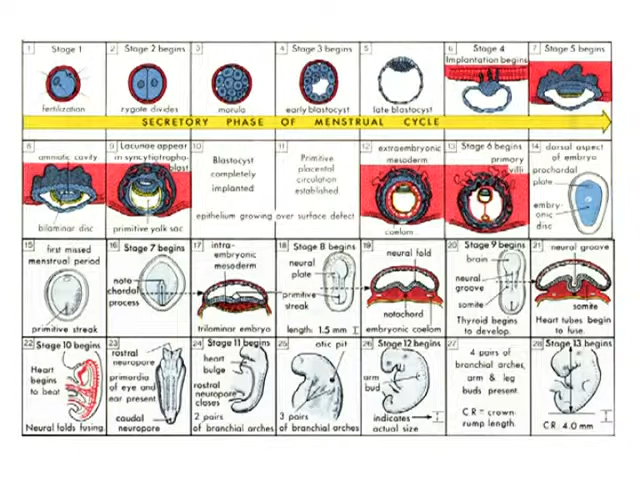 1
Stage 1
fertilization
2
Stage 2 begins
zygote divides
3
morula
4
Stage 3 begins
early blastocyst
5
late blastocyst
6
Stage 4
Implantation begins
7
Stage 5 begins
SECRETORY PHASE OF MENSTRUAL CYCLE
8
amniotic cavity
bilaminar disc
9
Lacunae appear
in syncytiotropho-
blast
primitive yolk sac
10
Blastocyst
completely
implanted
11
Primitive
placental
circulation
established
epithelium growing over surface defect
12
extraembryonic
mesoderm
coelom
13
Stage 6 begins
primary
villi
14
dorsal aspect
of embryo
prochordal
plate
embry-
onic
disc
15
first missed
menstrual period
primitive streak
16
Stage 7 begins
noto
chordal
process
17
intra-
embryonic
mesoderm
trilaminar embryo
18
Stage 8 begins
neural
plate
primitive
streak
length: 1.5 mm
19
neural fold
notochord
embryonic coelom
20
Stage 9 begins
brain
neural
groove
somite
Thyroid begins
to develop.
21
neural groove
somite
Heart tubes begin
to fuse.
22
Stage 10 begins
Heart
begins
to beat
Neural folds fusing.
23
rostral
neuropore
primordia
of eye and
ear present
caudal
neuropore
24
Stage 11 begins
heart
bulge
rostral
neuropore
closes
2 pairs
of branchial arches
25
otic pit
3 pairs
of branchial arches
26
Stage 12 begins
arm
bud
indicates
actual size
27
4 pairs of
branchial arches,
arm & leg
buds present.
CR = crown-
rump length.
28
Stage 13 begins
CR 4.0 mm